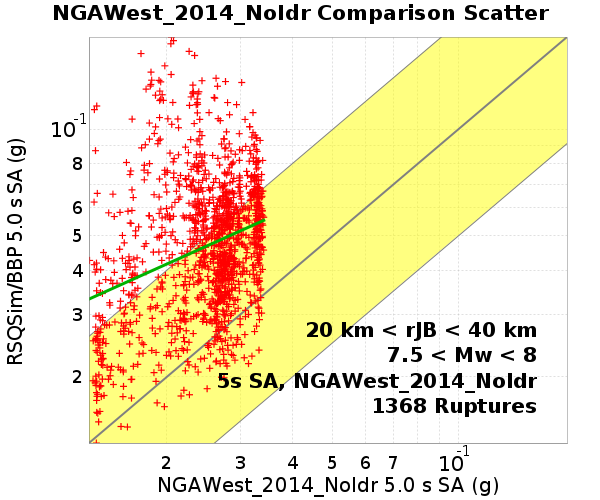 NGAWest_2014_NoIdr Comparison Scatter
RSQSim/BBP 5.0 s SA (g)
10-1
8
6
5
4
3
2
20 km < rJB < 40 km
7.5 < Mw < 8
5s SA, NGAWest_2014_NoIdr
1368 Ruptures
2 3 4 5 6 7 10-1
NGAWest_2014_NoIdr 5.0 s SA (g)